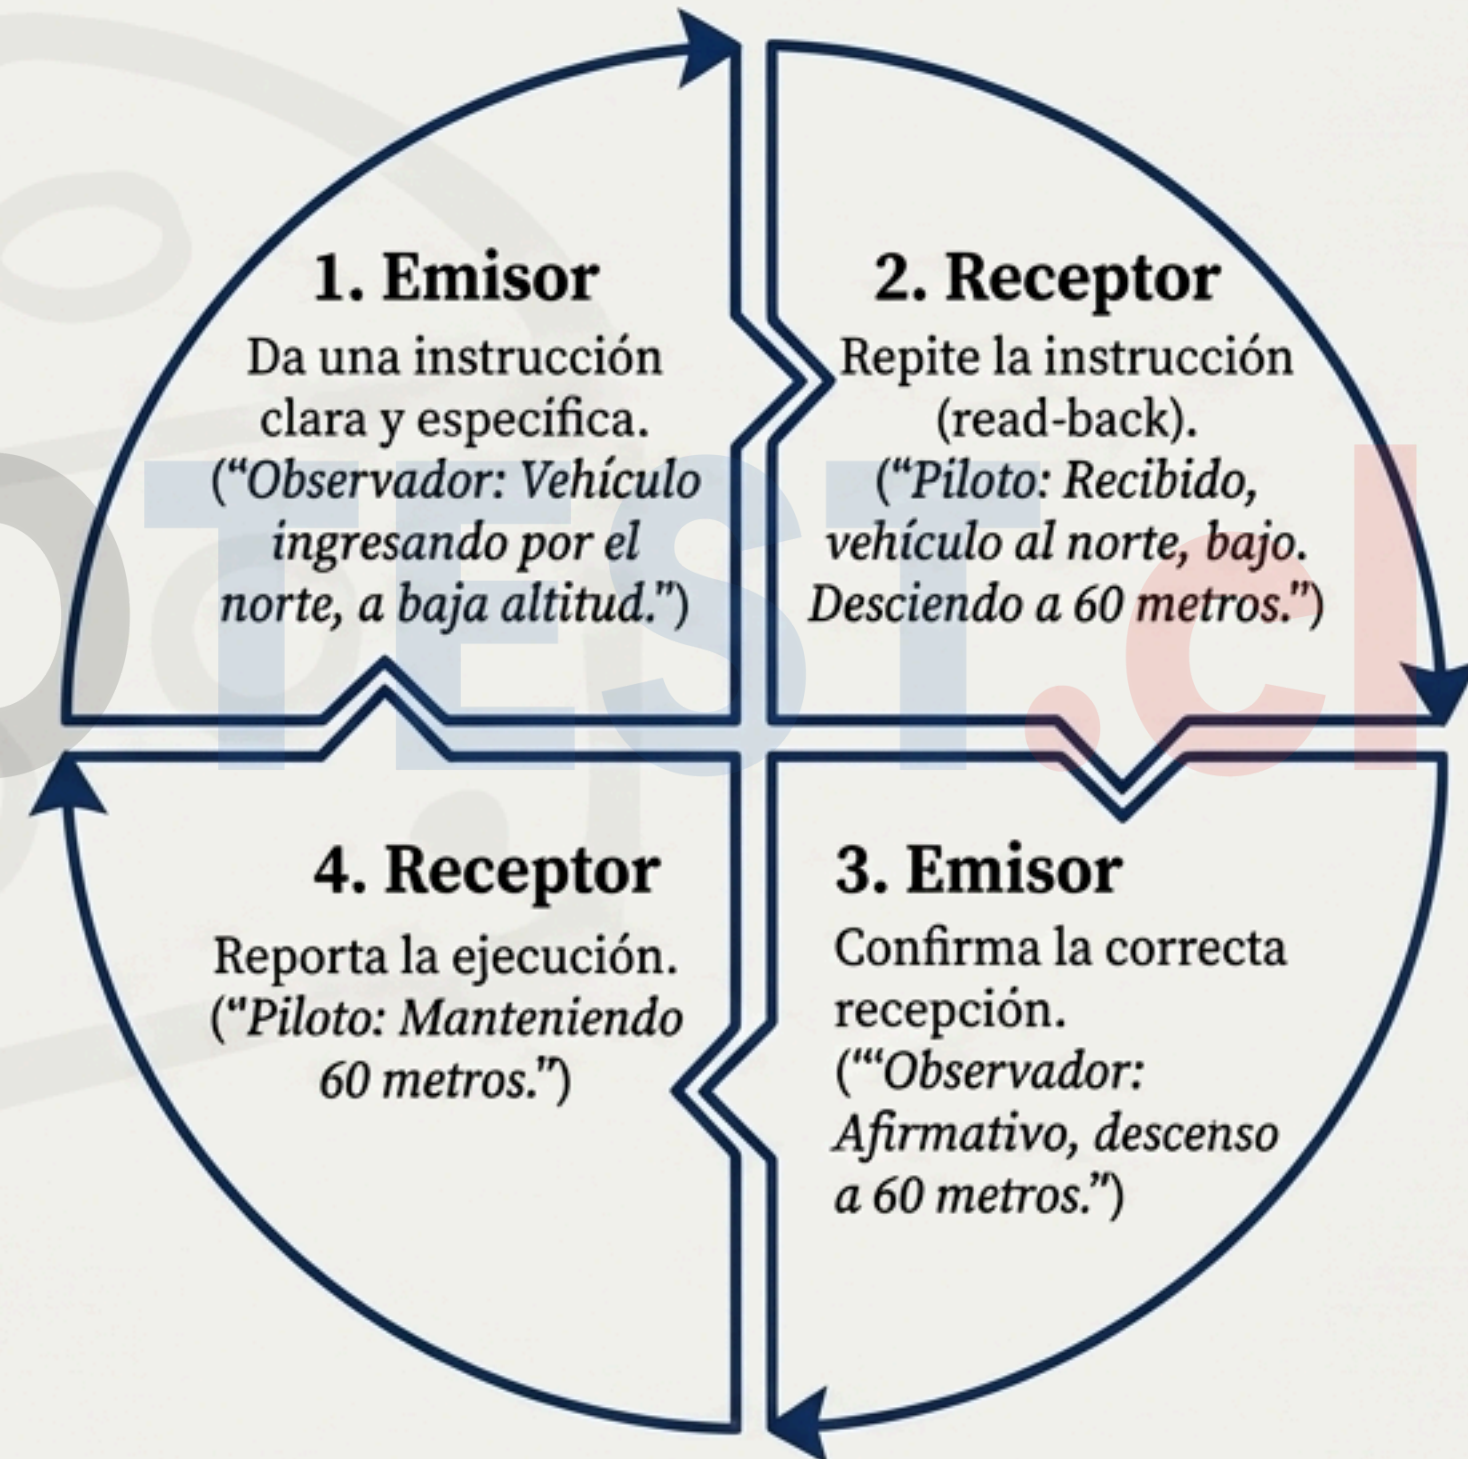 1. Emisor
Da una instrucción
clara y específica.
(“Observador: Vehículo
ingresando por el
norte, a baja altitud.”)
2. Receptor
Repite la instrucción
(read-back).
(“Piloto: Recibido,
vehículo al norte, bajo.
Desciendo a 60 metros.”)
3. Emisor
Confirma la correcta
recepción.
(“‘Observador:
Afirmativo, descenso
a 60 metros.”)
4. Receptor
Reporta la ejecución.
(“Piloto: Manteniendo
60 metros.”)
OTEST.cl